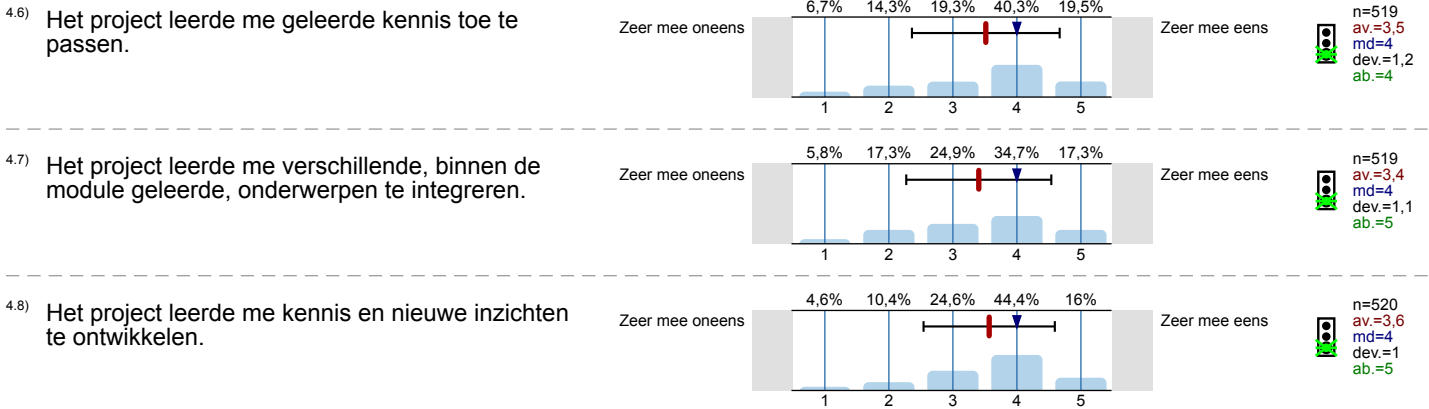 4.6) Het project leerde me geleerde kennis toe te
passen.
Zeer mee oneens
6,7% 14,3% 19,3% 40,3% 19,5%
1 2 3 4 5
Zeer mee eens
n=519
av.=3,5
md=4
dev.=1,2
ab.=4
4.7) Het project leerde me verschillende, binnen de
module geleerde, onderwerpen te integreren.
Zeer mee oneens
5,8% 17,3% 24,9% 34,7% 17,3%
1 2 3 4 5
Zeer mee eens
n=519
av.=3,4
md=4
dev.=1,1
ab.=5
4.8) Het project leerde me kennis en nieuwe inzichten
te ontwikkelen.
Zeer mee oneens
4,6% 10,4% 24,6% 44,4% 16%
1 2 3 4 5
Zeer mee eens
n=520
av.=3,6
md=4
dev.=1
ab.=5